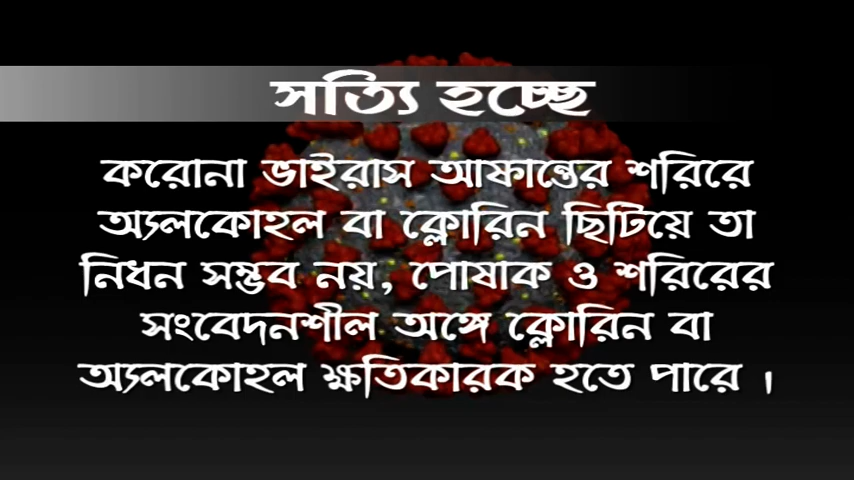 সত্যি হচ্ছে
করোনা ভাইরাস আক্রান্তের শরিরে
অ্যলকোহল বা ক্লোরিন ছিটিয়ে তা
নিধন সম্ভব নয়, পোষাক ও শরিরের
সংবেদনশীল অঙ্গে ক্লোরিন বা
অ্যলকোহল ক্ষতিকারক হতে পারে ।